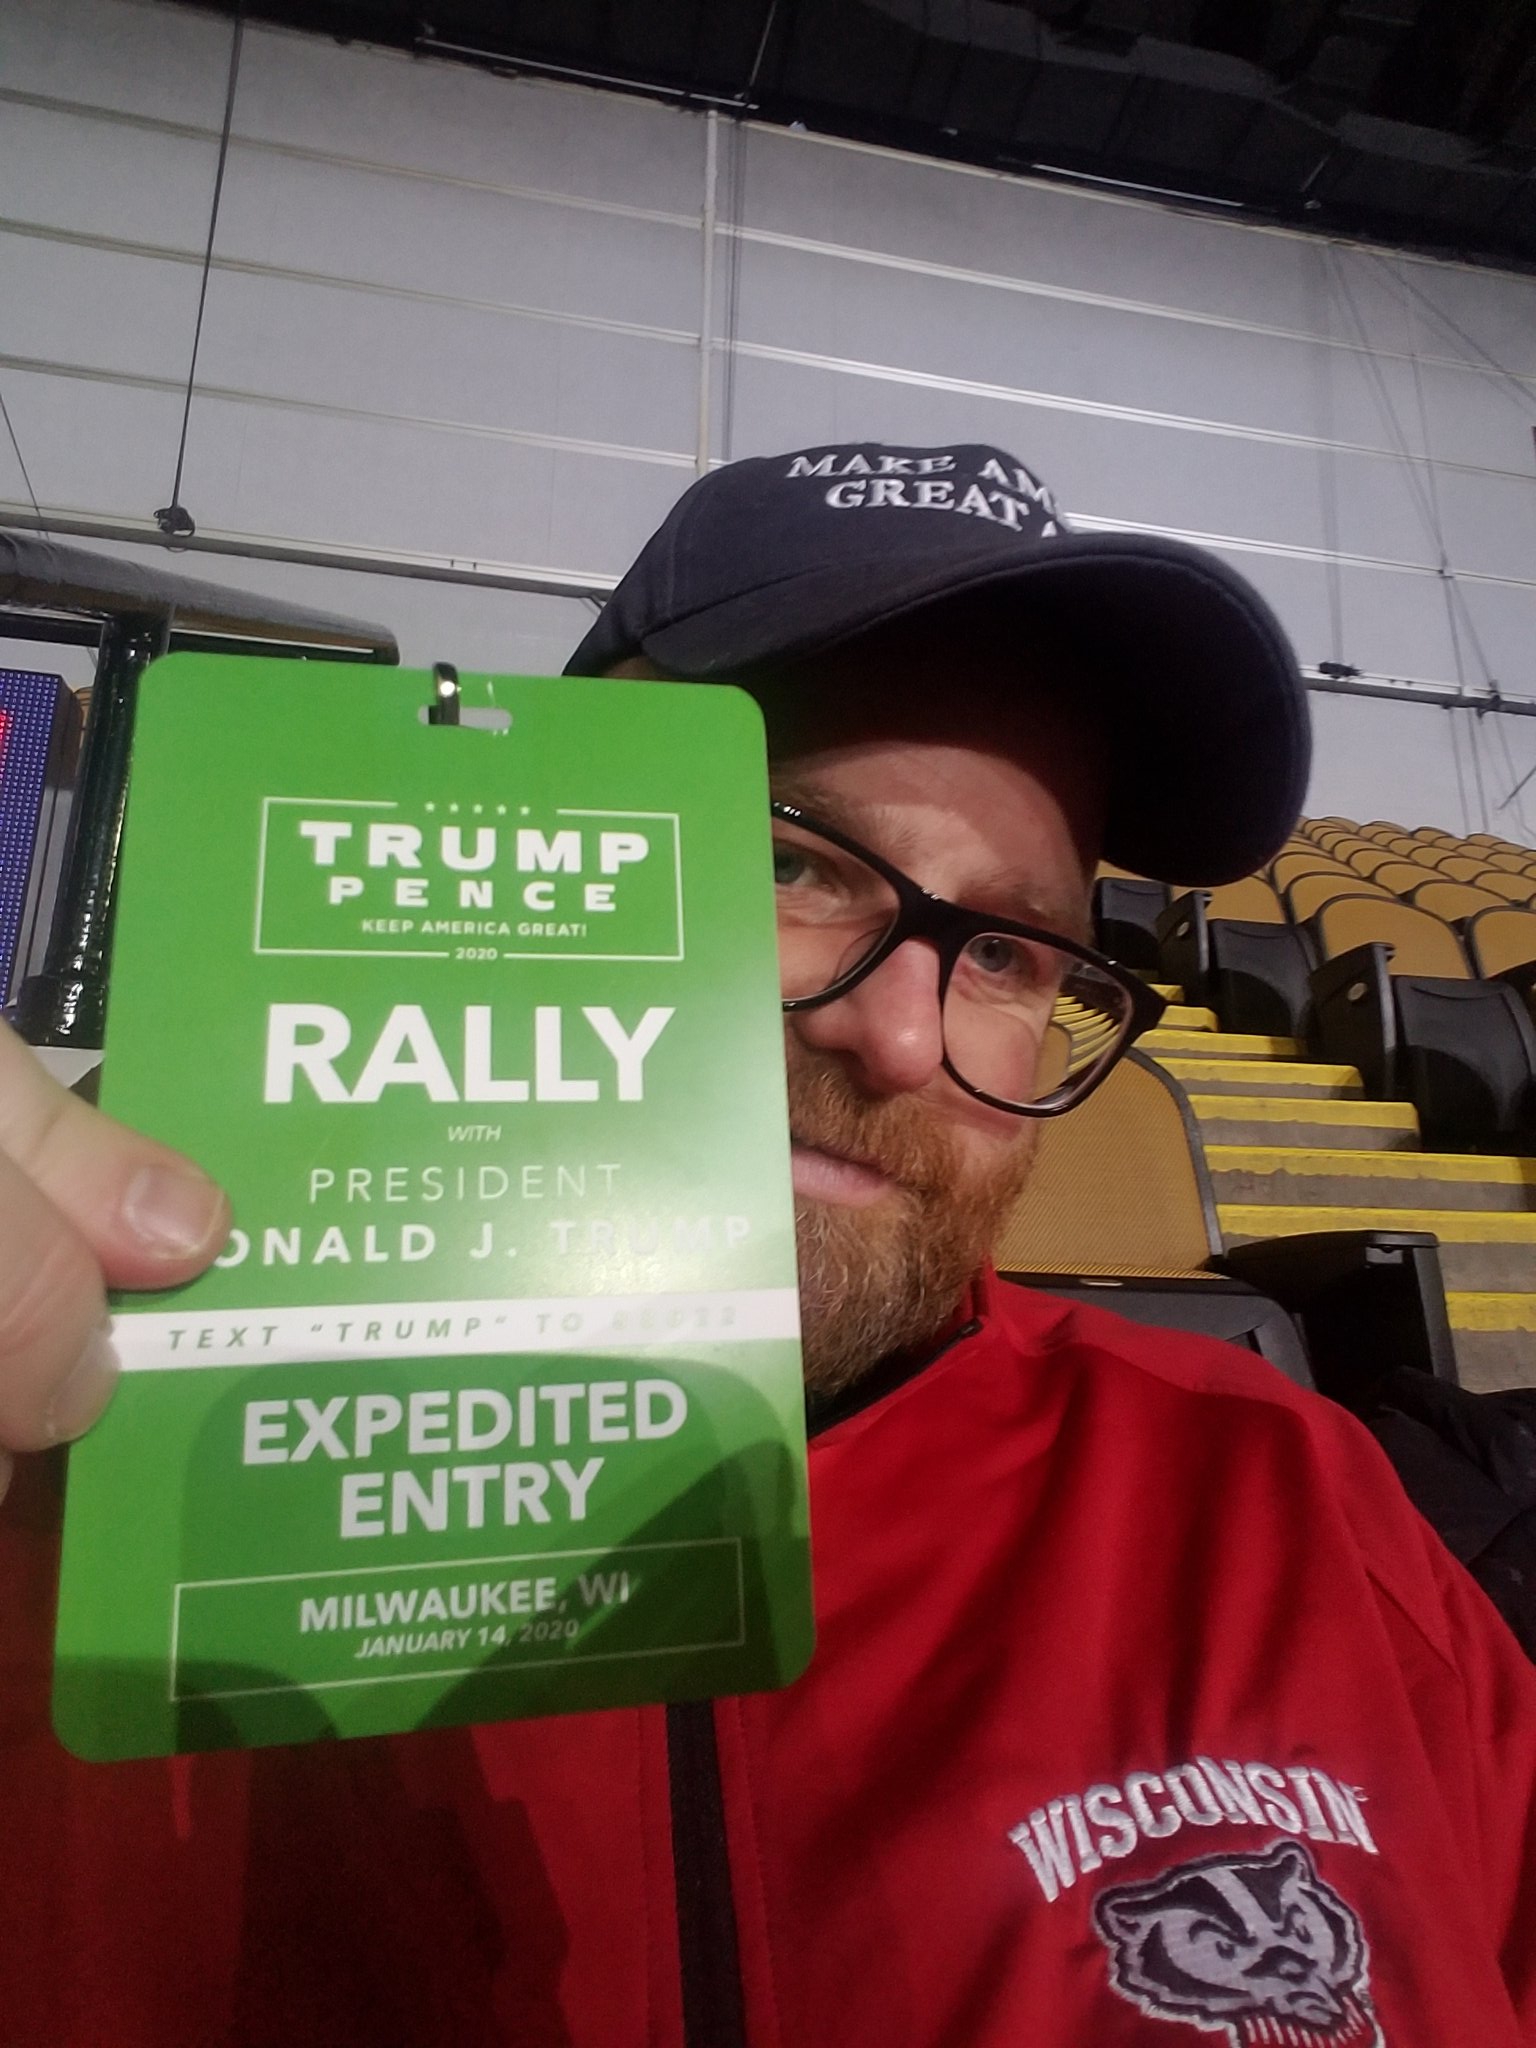 MAKE AM
GREAT A
TRUMP
PENCE
KEEP AMERICA GREAT!
2020
RALLY
WITH
PRESIDENT
ONALD J. TRUMP
TEXT "TRUMP" TO
EXPEDITED
ENTRY
MILWAUKEE, WI
JANUARY 14, 2020
WISCONSIN